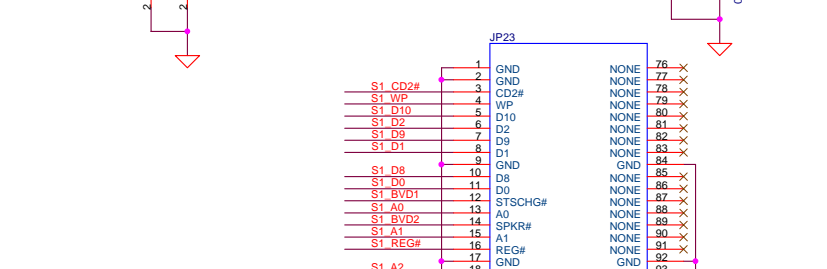 2 2
JP23
1 GND NONE 76
2 GND NONE 77
S1_CD2# 3 CD2# NONE 78
S1_WP 4 WP NONE 79
S1_D10 5 D10 NONE 80
S1_D2 6 D2 NONE 81
S1_D9 7 D9 NONE 82
S1_D1 8 D1 NONE 83
9 GND GND 84
S1_D8 10 D8 NONE 85
S1_D0 11 D0 NONE 86
S1_BVD1 12 STSCHG# NONE 87
S1_A0 13 A0 NONE 88
S1_BVD2 14 SPKR# NONE 89
S1_A1 15 A1 NONE 90
S1_REG# 16 REG# NONE 91
17 GND GND 92
S1_A2 18 93